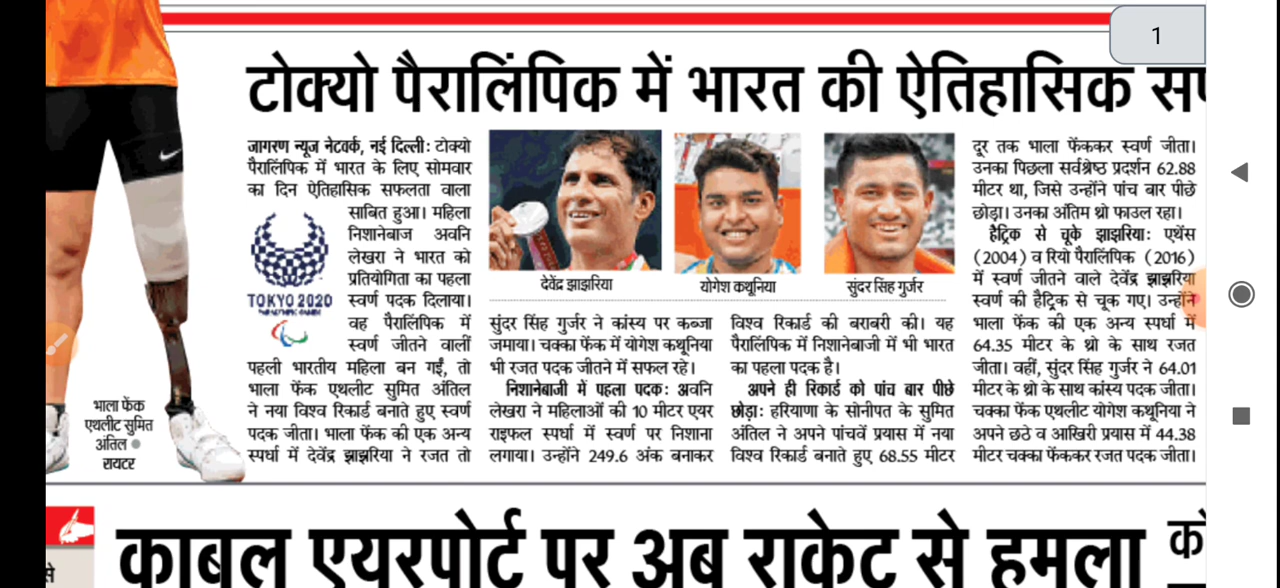 1
टोक्यो पैरालिंपिक में भारत की ऐतिहासिक
जागरण न्यूज नेटवर्क, नई दिल्ली: टोक्यो
पैरालिंपिक में भारत के लिए सोमवार
का दिन ऐतिहासिक सफलता वाला
साबित हुआ। महिला
निशानेबाज अवनि
लेखरा ने भारत को
प्रतियोगिता का पहला
स्वर्ण पदक दिलाया।
वह पैरालिंपिक में
स्वर्ण जीतने वालीं
TOKYO 2020
PARALYMPIC GAMES
पहली भारतीय महिला बन गईं, तो
भाला फेंक एथलीट सुमित अंतिल
ने नया विश्व रिकार्ड बनाते हुए स्वर्ण
पदक जीता। भाला फेंक की एक अन्य
स्पर्धा में देवेंद्र झाझरिया ने रजत तो
देवेंद्र झाझरिया
योगेश कथूनिया
सुंदर सिंह गुर्जर
सुंदर सिंह गुर्जर ने कांस्य पर कब्जा
जमाया। चक्का फेंक में योगेश कथूनिया
भी रजत पदक जीतने में सफल रहे।
निशानेबाजी में पहला पदक: अवनि
लेखरा ने महिलाओं की 10 मीटर एयर
राइफल स्पर्धा में स्वर्ण पर निशाना
लगाया। उन्होंने 249.6 अंक बनाकर
विश्व रिकार्ड की बराबरी की। यह
पैरालिंपिक में निशानेबाजी में भी भारत
का पहला पदक है।
अपने ही रिकार्ड को पांच बार पीछे
छोड़ा: हरियाणा के सोनीपत के सुमित
अंतिल ने अपने पांचवें प्रयास में नया
विश्व रिकार्ड बनाते हुए 68.55 मीटर
दूर तक भाला फेंककर स्वर्ण जीता।
उनका पिछला सर्वश्रेष्ठ प्रदर्शन 62.88
मीटर था, जिसे उन्होंने पांच बार पीछे
छोड़ा। उनका अंतिम थ्रो फाउल रहा।
हैट्रिक से चूके झाझरिया: एथेंस
(2004) व रियो पैरालिंपिक (2016)
में स्वर्ण जीतने वाले देवेंद्र झाझरिया
स्वर्ण की हैट्रिक से चूक गए। उन्होंने
भाला फेंक की एक अन्य स्पर्धा में
64.35 मीटर के थ्रो के साथ रजत
जीता। वहीं, सुंदर सिंह गुर्जर ने 64.01
मीटर के थ्रो के साथ कांस्य पदक जीता।
चक्का फेंक एथलीट योगेश कथूनिया ने
अपने छठे व आखिरी प्रयास में 44.38
मीटर चक्का फेंककर रजत पदक जीता।
भाला फेंक
एथलीट सुमित
अंतिल ●
रायटर
से
काबुल एयरपोर्ट पर अब राकेट से हमला
को